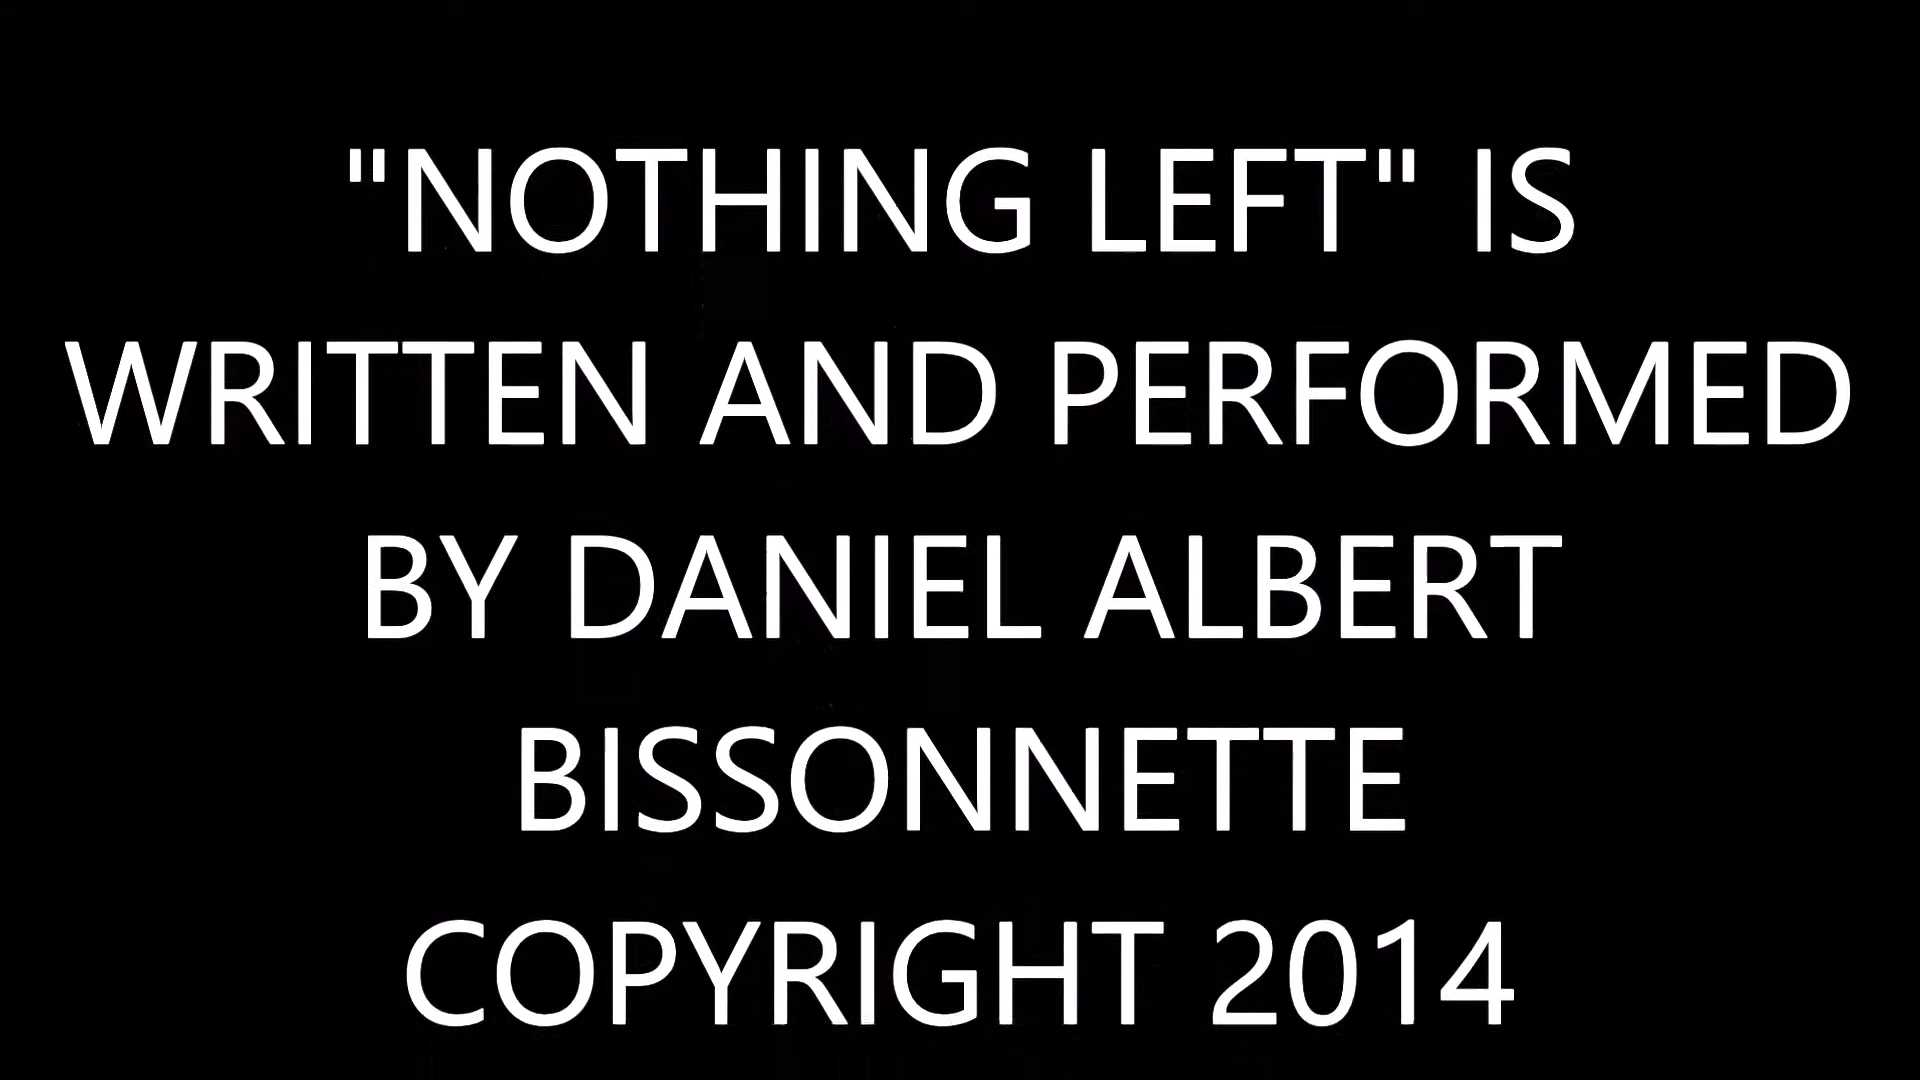 "NOTHING LEFT" IS
WRITTEN AND PERFORMED
BY DANIEL ALBERT
BISSONNETTE
COPYRIGHT 2014